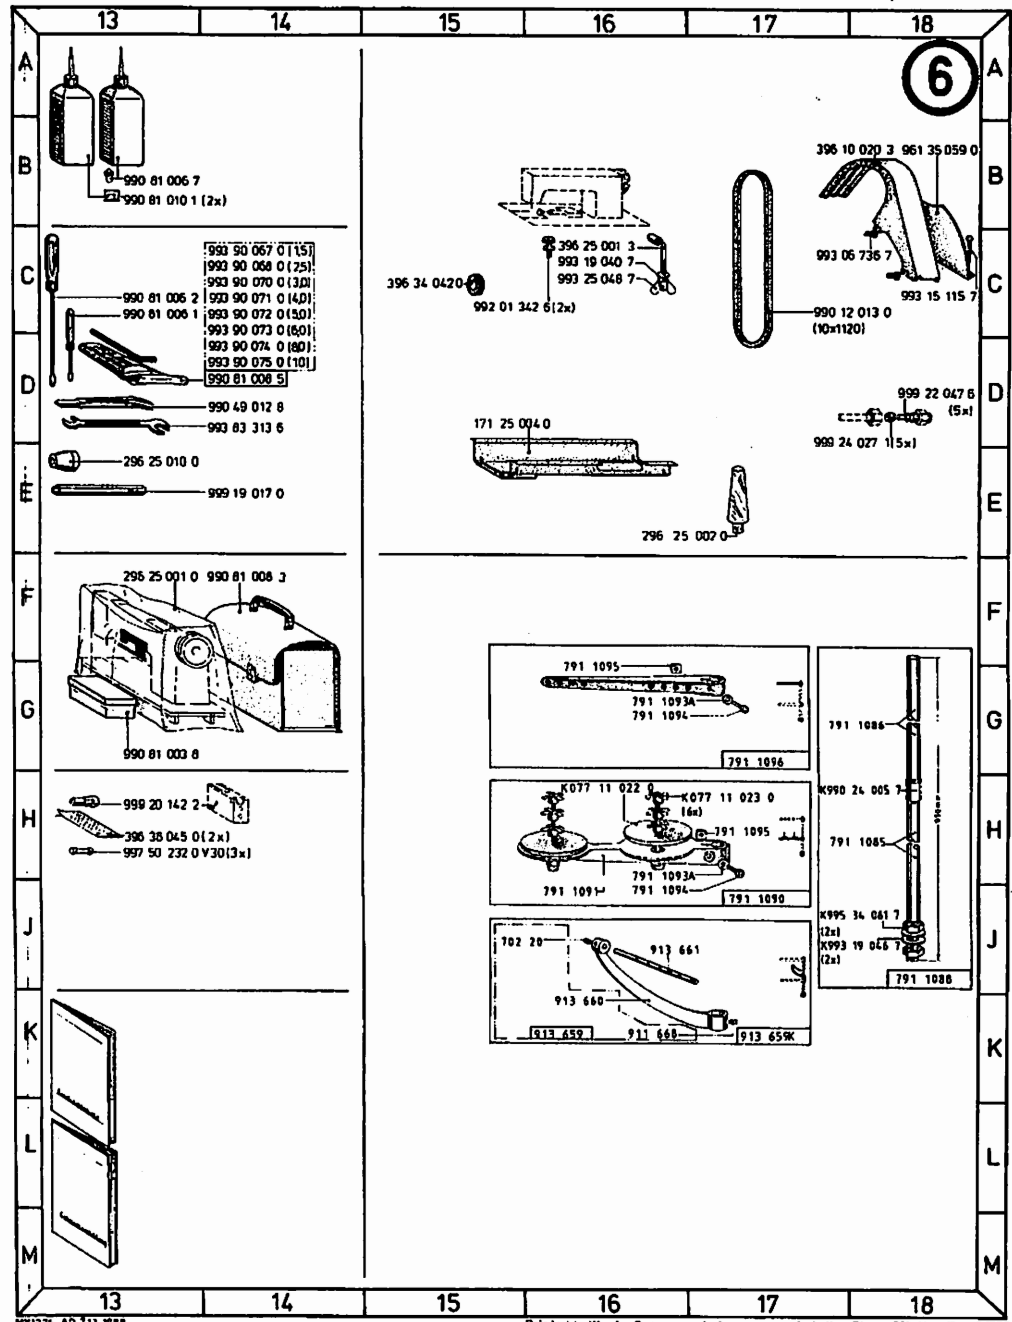 13 14 15 16 17 18
A
6
A
B
990 81 006 7
990 81 010 1 (2x)
396 10 020 3 961 35 059 0
B
C
993 90 067 0 (1,5)
993 90 068 0 (2,5)
993 90 070 0 (3,0)
993 90 071 0 (4,0)
993 90 072 0 (5,0)
993 90 073 0 (6,0)
993 90 074 0 (8,0)
993 90 075 0 (10)
990 81 008 5
990 81 006 2
990 81 006 1
396 34 042 0
396 25 001 3
993 19 040 7
993 25 048 7
992 01 342 6 (2x)
993 06 736 7
993 15 115 7
990 12 013 0
(10x1120)
C
D
990 49 012 8
993 83 313 6
171 25 004 0
999 22 047 6
(5x)
999 24 027 1 (5x)
D
E
296 25 010 0
999 19 017 0
296 25 002 0
E
F
296 25 001 0 990 81 008 3
F
G
990 81 003 8
791 1095
791 1093A
791 1094
791 1096
791 1086
G
H
999 20 142 2
396 36 045 0 (2x)
997 50 232 0 V30 (3x)
K077 11 022 0
K077 11 023 0
(6x)
791 1095
791 1093A
791 1094
791 1091
791 1090
K990 24 005 7
791 1085
H
J
702 20
913 661
913 660
913 659
911 668
913 659K
K995 34 061 7
(2x)
K993 19 046 7
(2x)
791 1088
J
K
K
L
L
M
M
13 14 15 16 17 18